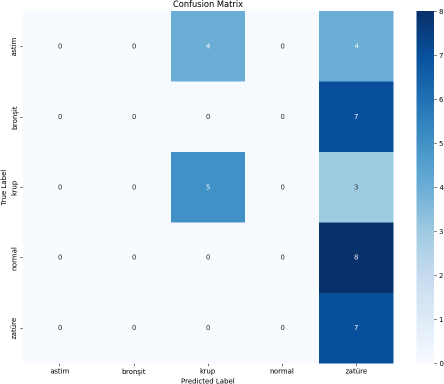 Confusion Matrix
True Label
astim
0 0 4 0 4
bronşit
0 0 0 0 7
krup
0 0 5 0 3
normal
0 0 0 0 8
zatüre
0 0 0 0 7
astim bronşit krup normal zatüre
Predicted Label
8
7
6
5
4
3
2
1
0